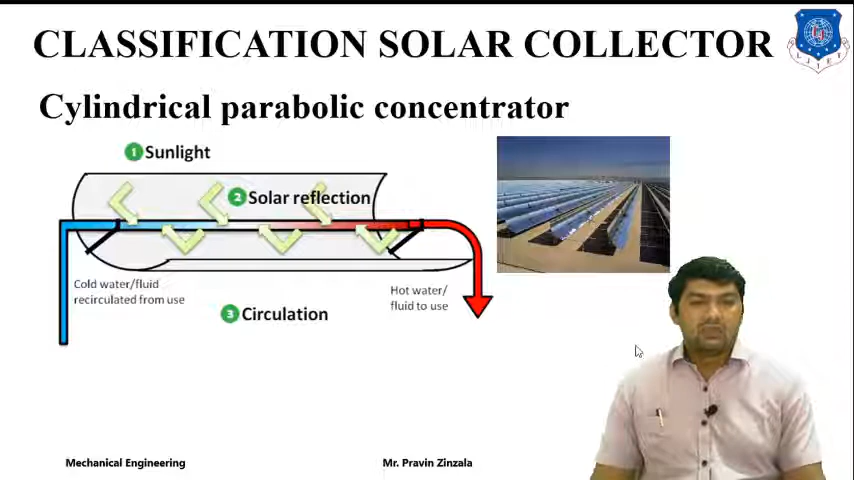 CLASSIFICATION SOLAR COLLECTOR
LJIET
Cylindrical parabolic concentrator
1 Sunlight
2 Solar reflection
Cold water/fluid
recirculated from use
Hot water/
fluid to use
3 Circulation
Mechanical Engineering
Mr. Pravin Zinzala